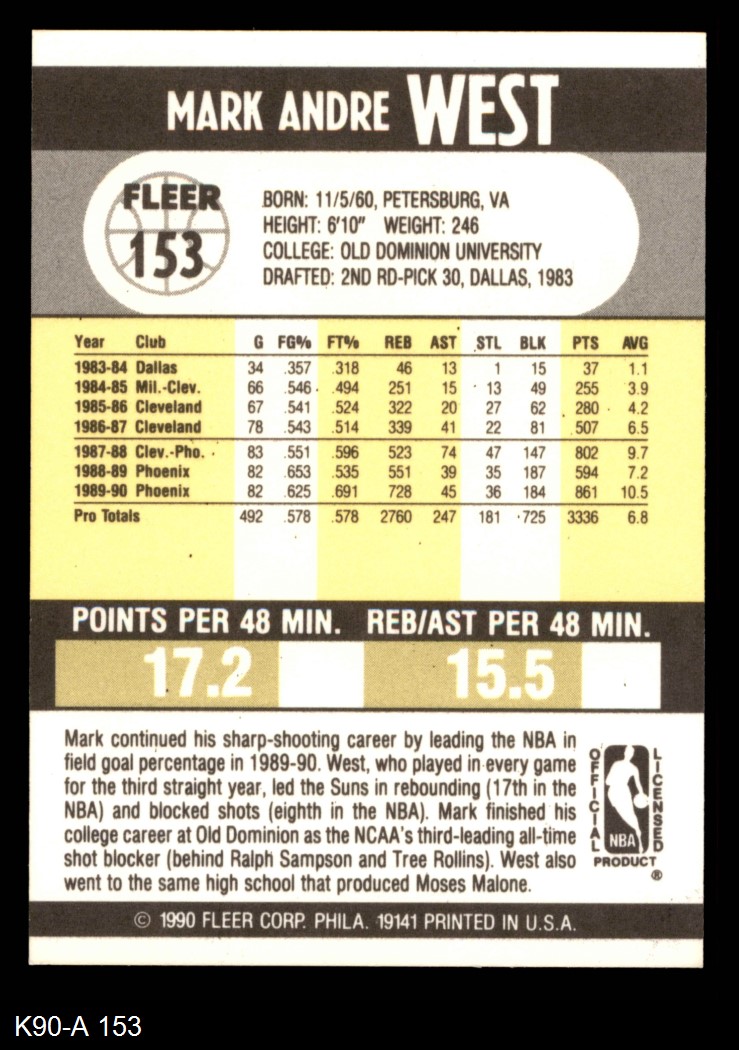 MARK ANDRE WEST
FLEER
153
BORN: 11/5/60, PETERSBURG, VA
HEIGHT: 6'10" WEIGHT: 246
COLLEGE: OLD DOMINION UNIVERSITY
DRAFTED: 2ND RD-PICK 30, DALLAS, 1983
Year Club G FG% FT% REB AST STL BLK PTS AVG
1983-84 Dallas 34 .357 .318 46 13 1 15 37 1.1
1984-85 Mil.-Clev. 66 .546 .494 251 15 13 49 255 3.9
1985-86 Cleveland 67 .541 .524 322 20 27 62 280 4.2
1986-87 Cleveland 78 .543 .514 339 41 22 81 507 6.5
1987-88 Clev.-Pho. 83 .551 .596 523 74 47 147 802 9.7
1988-89 Phoenix 82 .653 .535 551 39 35 187 594 7.2
1989-90 Phoenix 82 .625 .691 728 45 36 184 861 10.5
Pro Totals 492 .578 .578 2760 247 181 725 3336 6.8
POINTS PER 48 MIN. REB/AST PER 48 MIN.
17.2 15.5
Mark continued his sharp-shooting career by leading the NBA in
field goal percentage in 1989-90. West, who played in every game
for the third straight year, led the Suns in rebounding (17th in the
NBA) and blocked shots (eighth in the NBA). Mark finished his
college career at Old Dominion as the NCAA's third-leading all-time
shot blocker (behind Ralph Sampson and Tree Rollins). West also
went to the same high school that produced Moses Malone.
OFFICIAL
NBA
LICENSED
PRODUCT
®
© 1990 FLEER CORP. PHILA. 19141 PRINTED IN U.S.A.
K90-A 153